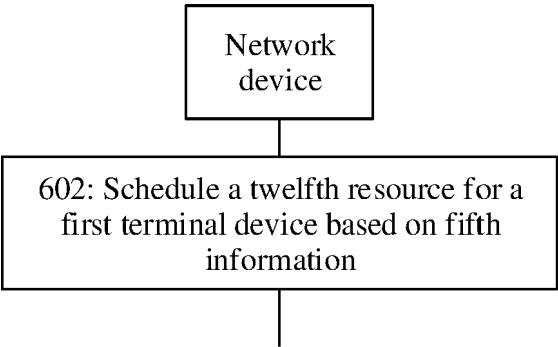 Network
device
602: Schedule a twelfth resource for a
first terminal device based on fifth
information